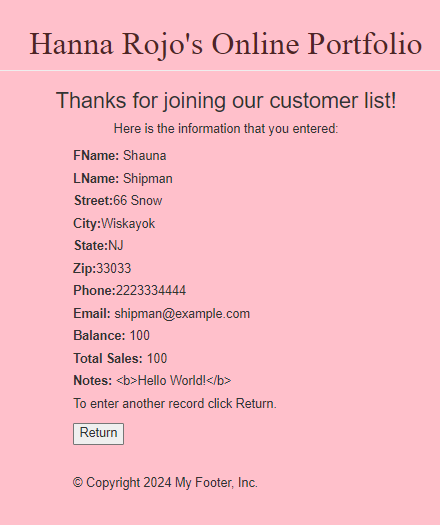 Hanna Rojo's Online Portfolio
Thanks for joining our customer list!
Here is the information that you entered:
FName: Shauna
LName: Shipman
Street:66 Snow
City:Wiskayok
State:NJ
Zip:33033
Phone:2223334444
Email: shipman@example.com
Balance: 100
Total Sales: 100
Notes: <b>Hello World!</b>
To enter another record click Return.
Return
© Copyright 2024 My Footer, Inc.